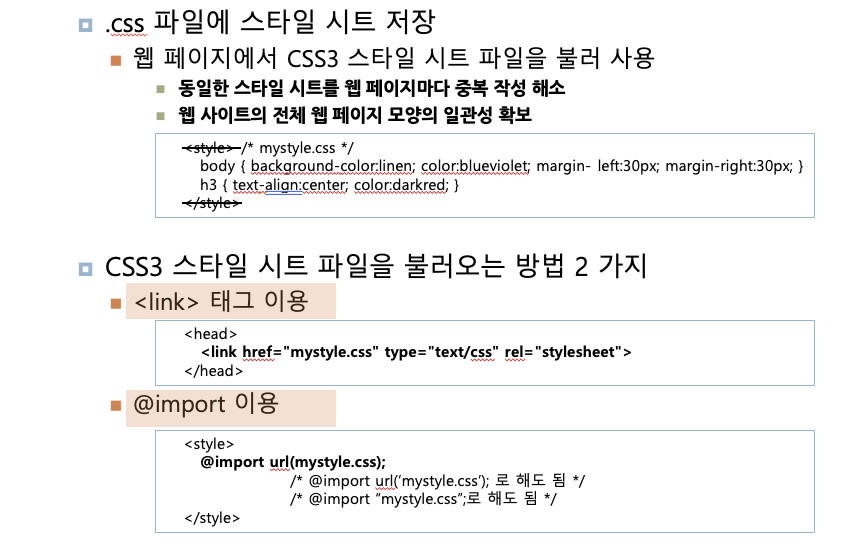 .css 파일에 스타일 시트 저장
웹 페이지에서 CSS3 스타일 시트 파일을 불러 사용
동일한 스타일 시트를 웹 페이지마다 중복 작성 해소
웹 사이트의 전체 웹 페이지 모양의 일관성 확보
<style> /* mystyle.css */
body { background-color:linen; color:blueviolet; margin- left:30px; margin-right:30px; }
h3 { text-align:center; color:darkred; }
</style>
CSS3 스타일 시트 파일을 불러오는 방법 2 가지
<link> 태그 이용
<head>
<link href="mystyle.css" type="text/css" rel="stylesheet">
</head>
@import 이용
<style>
@import url(mystyle.css);
/* @import url(‘mystyle.css’); 로 해도 됨 */
/* @import “mystyle.css”;로 해도 됨 */
</style>